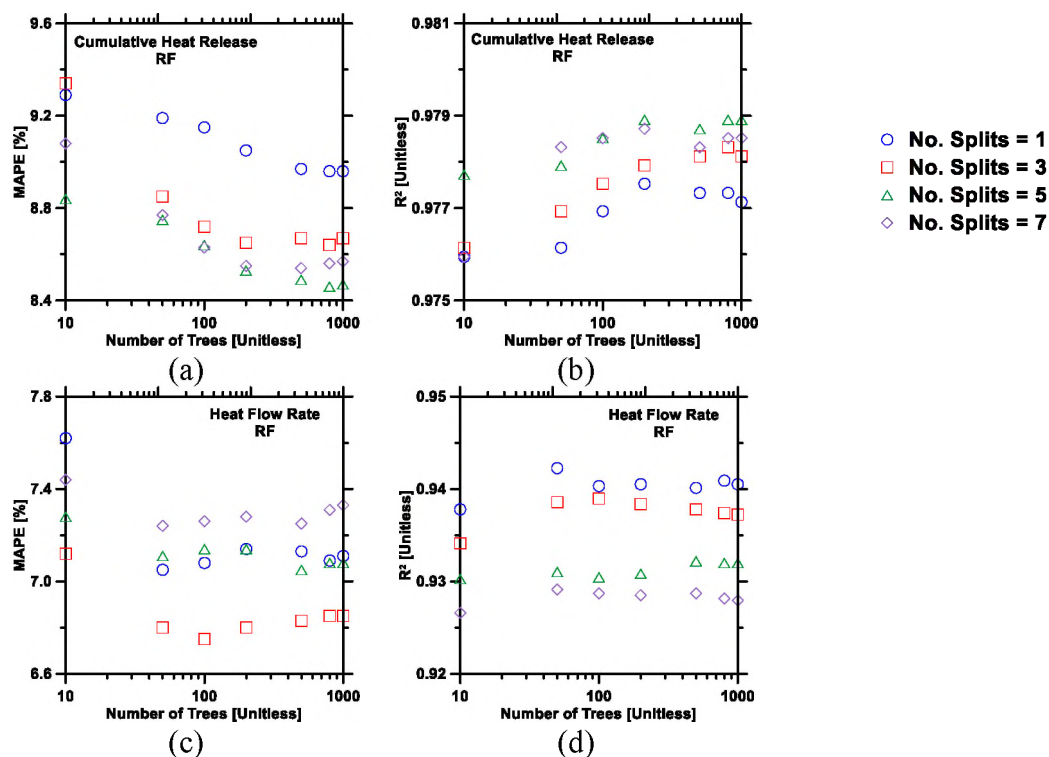 9.6
Cumulative Heat Release
RF
9.2
MAPE [%]
8.8
8.4
10
100
1000
Number of Trees [Unitless]
(a)
0.981
Cumulative Heat Release
RF
0.979
R² [Unitless]
0.977
0.975
10
100
1000
Number of Trees [Unitless]
(b)
No. Splits = 1
No. Splits = 3
No. Splits = 5
No. Splits = 7
7.8
Heat Flow Rate
RF
7.4
MAPE [%]
7.0
6.6
10
100
1000
Number of Trees [Unitless]
(c)
0.95
Heat Flow Rate
RF
0.94
R² [Unitless]
0.93
0.92
10
100
1000
Number of Trees [Unitless]
(d)